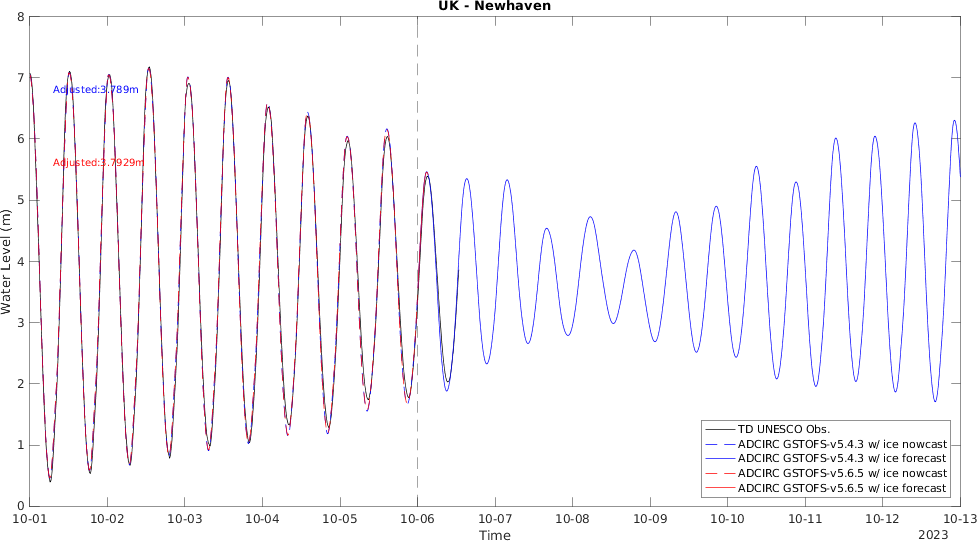 UK - Newhaven
8
7
6
5
4
3
2
1
0
Water Level (m)
Adjusted:3.789m
Adjusted:3.7929m
TD UNESCO Obs.
ADCIRC GSTOFS-v5.4.3 w/ ice nowcast
ADCIRC GSTOFS-v5.4.3 w/ ice forecast
ADCIRC GSTOFS-v5.6.5 w/ ice nowcast
ADCIRC GSTOFS-v5.6.5 w/ ice forecast
10-01 10-02 10-03 10-04 10-05 10-06 10-07 10-08 10-09 10-10 10-11 10-12 10-13
Time
2023